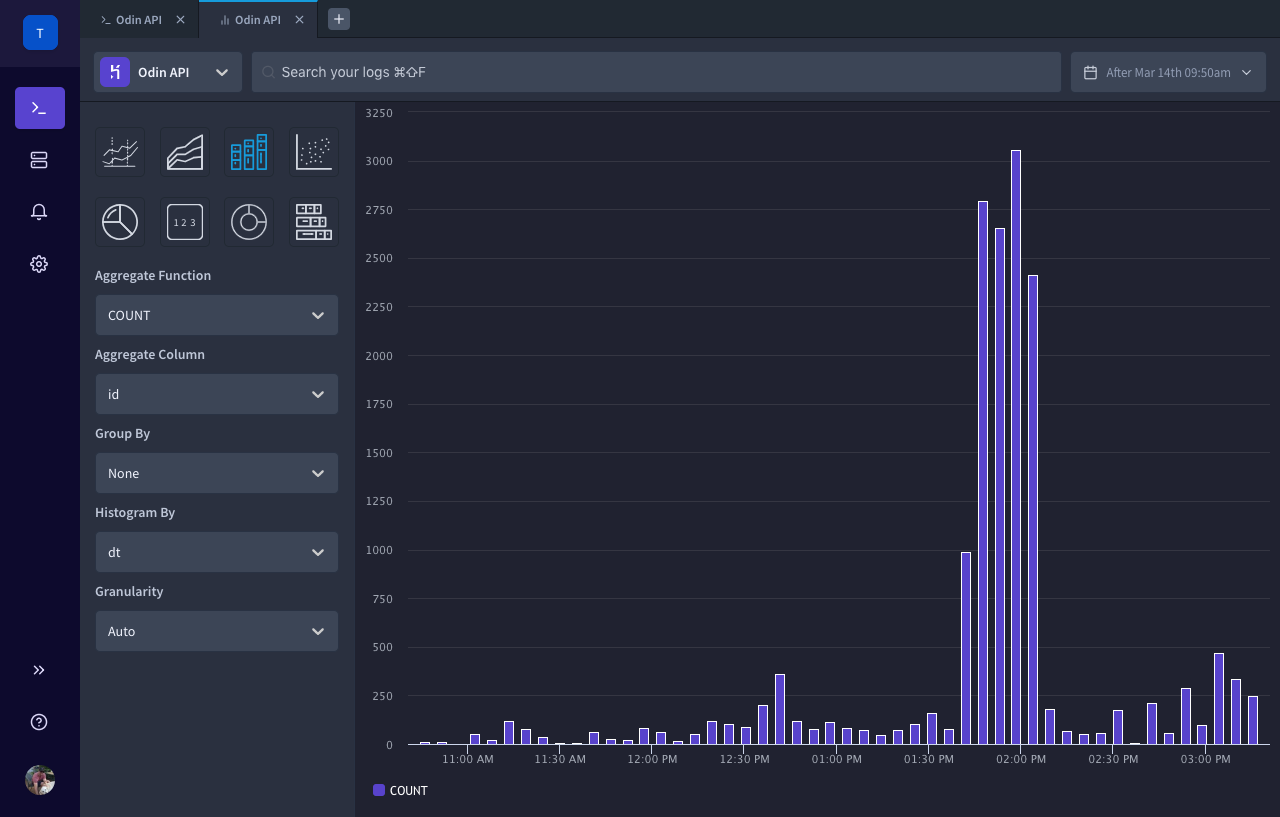 T
Odin API
Odin API
Odin API
Search your logs ⌘⇧F
After Mar 14th 09:50am
1 2 3
Aggregate Function
COUNT
Aggregate Column
id
Group By
None
Histogram By
dt
Granularity
Auto
3250
3000
2750
2500
2250
2000
1750
1500
1250
1000
750
500
250
0
11:00 AM 11:30 AM 12:00 PM 12:30 PM 01:00 PM 01:30 PM 02:00 PM 02:30 PM 03:00 PM
COUNT